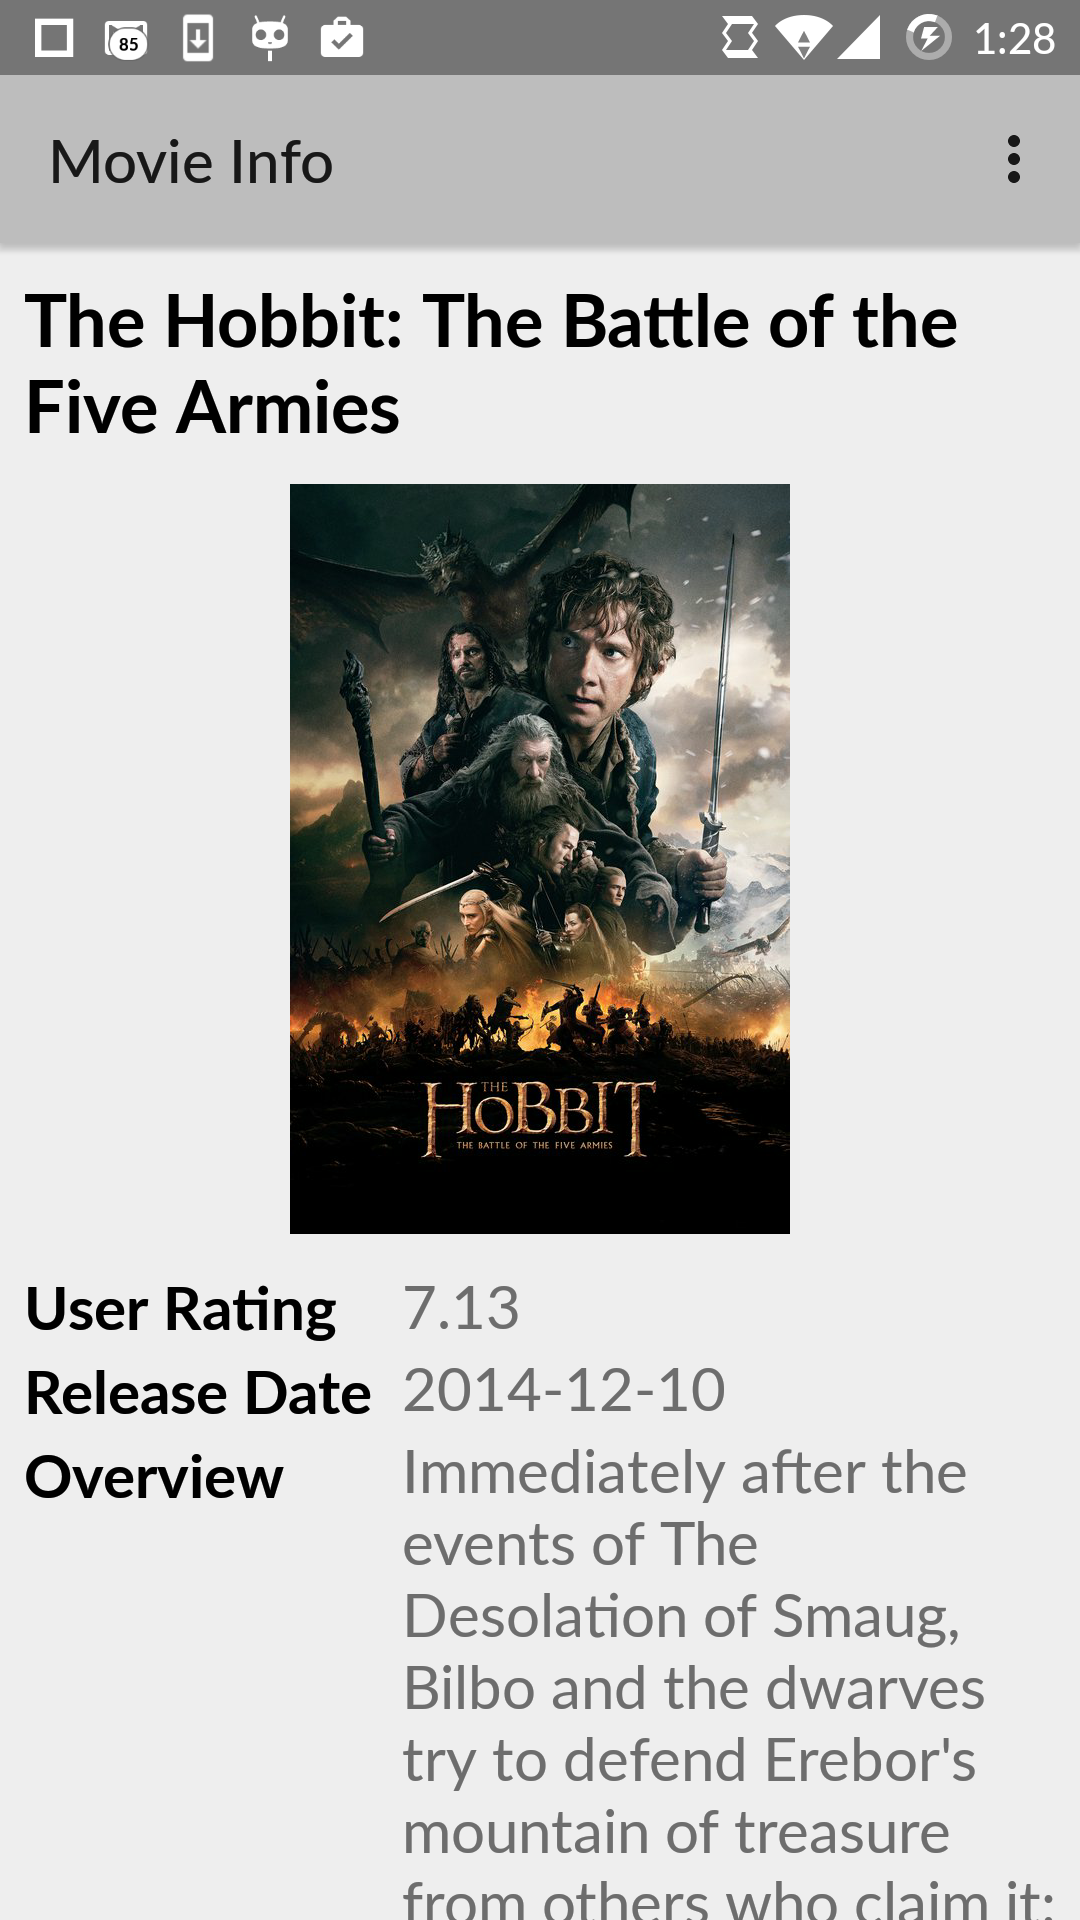 85
1:28
Movie Info
The Hobbit: The Battle of the
Five Armies
THE
HOBBIT
THE BATTLE OF THE FIVE ARMIES
User Rating 7.13
Release Date 2014-12-10
Overview Immediately after the
events of The
Desolation of Smaug,
Bilbo and the dwarves
try to defend Erebor's
mountain of treasure
from others who claim it: